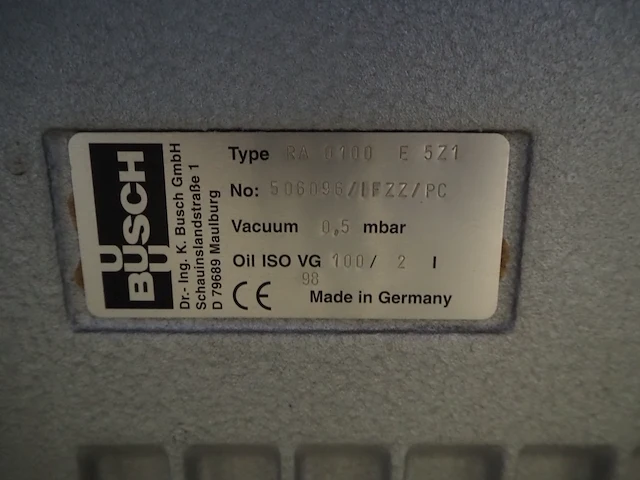 BUSCH
Dr.- Ing. K. Busch GmbH
Schauinslandstraße 1
D 79689 Maulburg
Type RA 0100 E 5Z1
No: 506096/IFZZ/PC
Vacuum 0,5 mbar
Oil ISO VG 100/ 2 l
98
CE Made in Germany